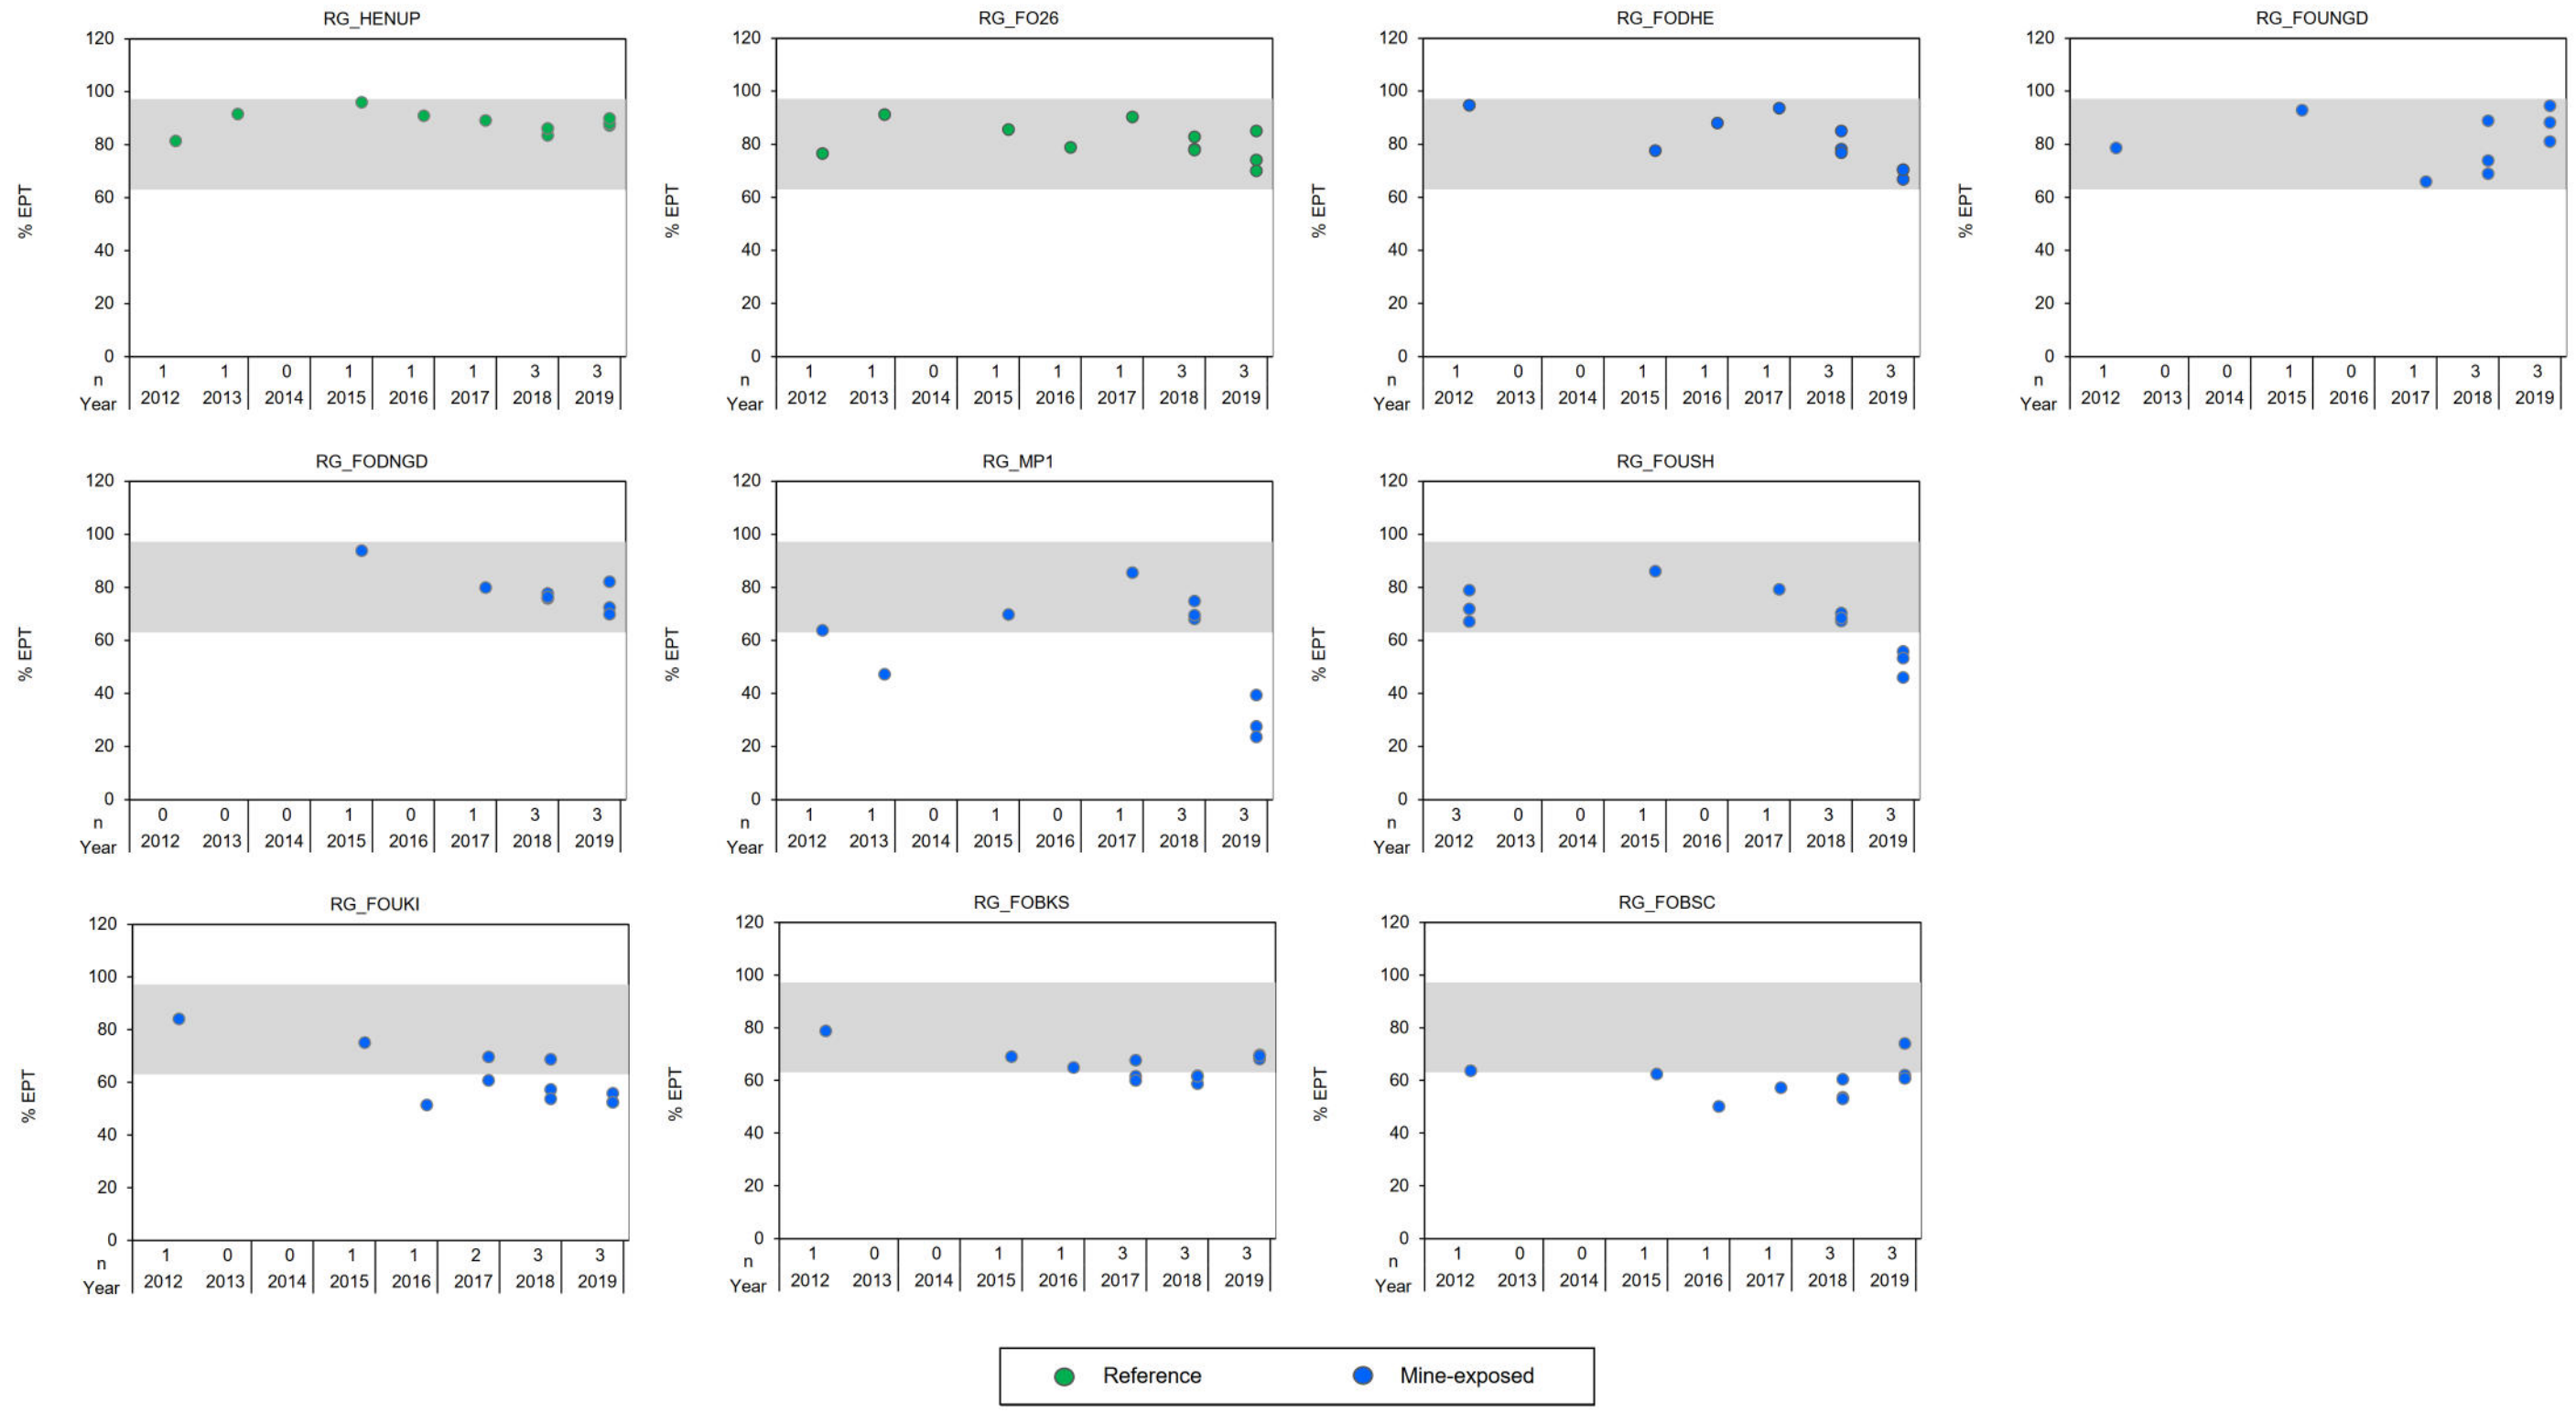 RG_HENUP
RG_FO26
RG_FODHE
RG_FOUNGD
120
100
80
60
40
20
0
% EPT
n 1 1 0 1 1 1 3 3
Year 2012 2013 2014 2015 2016 2017 2018 2019
120
100
80
60
40
20
0
% EPT
n 1 1 0 1 1 1 3 3
Year 2012 2013 2014 2015 2016 2017 2018 2019
120
100
80
60
40
20
0
% EPT
n 1 0 0 1 1 1 3 3
Year 2012 2013 2014 2015 2016 2017 2018 2019
120
100
80
60
40
20
0
% EPT
n 1 0 0 1 0 1 3 3
Year 2012 2013 2014 2015 2016 2017 2018 2019
RG_FODNGD
RG_MP1
RG_FOUSH
120
100
80
60
40
20
0
% EPT
n 0 0 0 1 0 1 3 3
Year 2012 2013 2014 2015 2016 2017 2018 2019
120
100
80
60
40
20
0
% EPT
n 1 1 0 1 0 1 3 3
Year 2012 2013 2014 2015 2016 2017 2018 2019
120
100
80
60
40
20
0
% EPT
n 3 0 0 1 0 1 3 3
Year 2012 2013 2014 2015 2016 2017 2018 2019
RG_FOUKI
RG_FOBKS
RG_FOBSC
120
100
80
60
40
20
0
% EPT
n 1 0 0 1 1 2 3 3
Year 2012 2013 2014 2015 2016 2017 2018 2019
120
100
80
60
40
20
0
% EPT
n 1 0 0 1 1 3 3 3
Year 2012 2013 2014 2015 2016 2017 2018 2019
120
100
80
60
40
20
0
% EPT
n 1 0 0 1 1 1 3 3
Year 2012 2013 2014 2015 2016 2017 2018 2019
Reference Mine-exposed